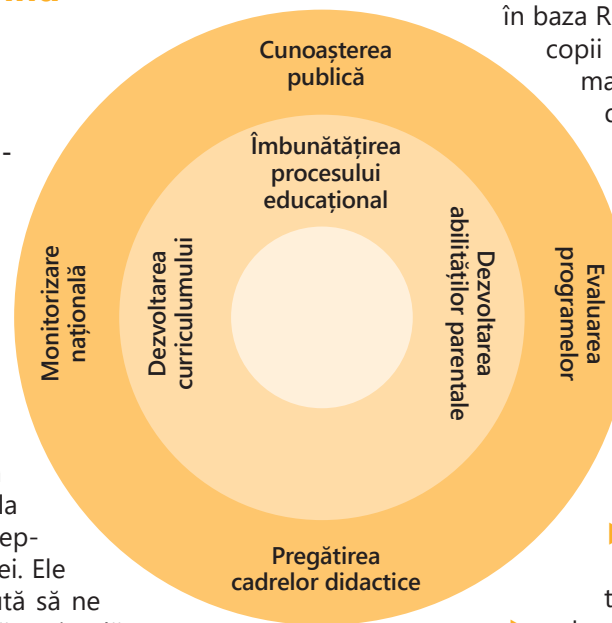 în baza R
copii
ma
Cunoașterea
publică
Îmbunătățirea
procesului
educațional
Monitorizare
națională
Dezvoltarea
curriculumului
Dezvoltarea
abilităților parentale
Evaluarea
programelor
Pregătirea
cadrelor didactice
la
ep-
ei. Ele
ută să ne